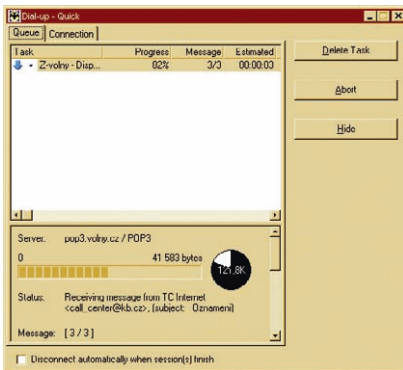 Dial-up - Quick
Queue Connection
Task Progress Message Estimated
Z-volny - Disp... 82% 3/3 00:00:03
Delete Task
Abort
Hide
Server: pop3.volny.cz / POP3
0 41 583 bytes
121,8K
Status: Receiving message from TC Internet
<call_center@kb.cz>, (subject: Oznameni)
Message: [ 3 / 3 ]
Disconnect automatically when session(s) finish